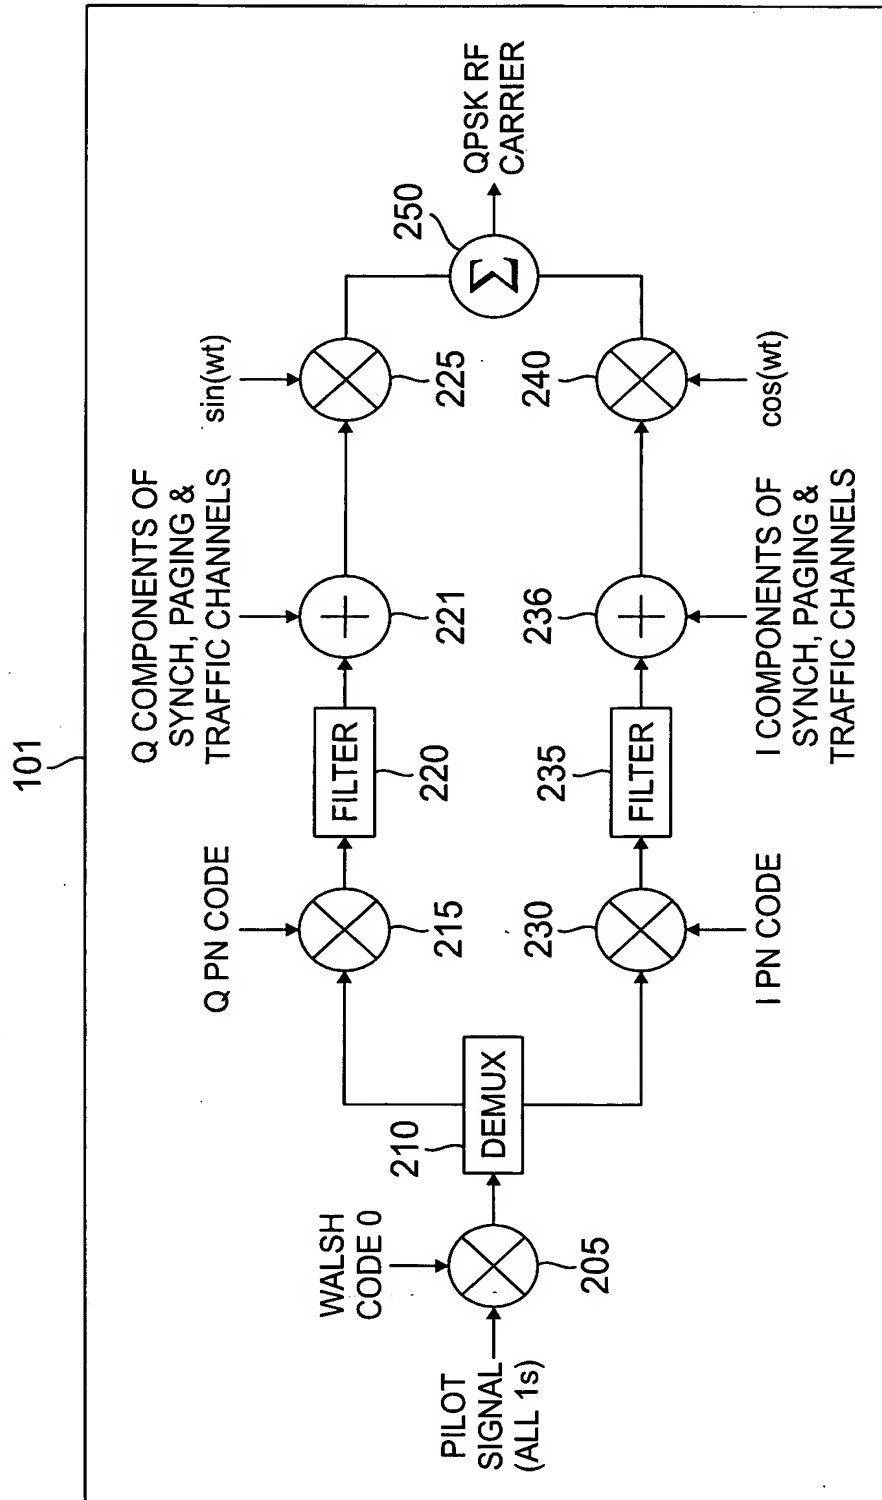 101
PILOT
SIGNAL
(ALL 1s)
WALSH
CODE 0
205
210
DEMUX
Q PN CODE
215
FILTER
220
Q COMPONENTS OF
SYNCH, PAGING &
TRAFFIC CHANNELS
221
sin(wt)
225
I PN CODE
230
FILTER
235
I COMPONENTS OF
SYNCH, PAGING &
TRAFFIC CHANNELS
236
cos(wt)
240
Σ
250
QPSK RF
CARRIER